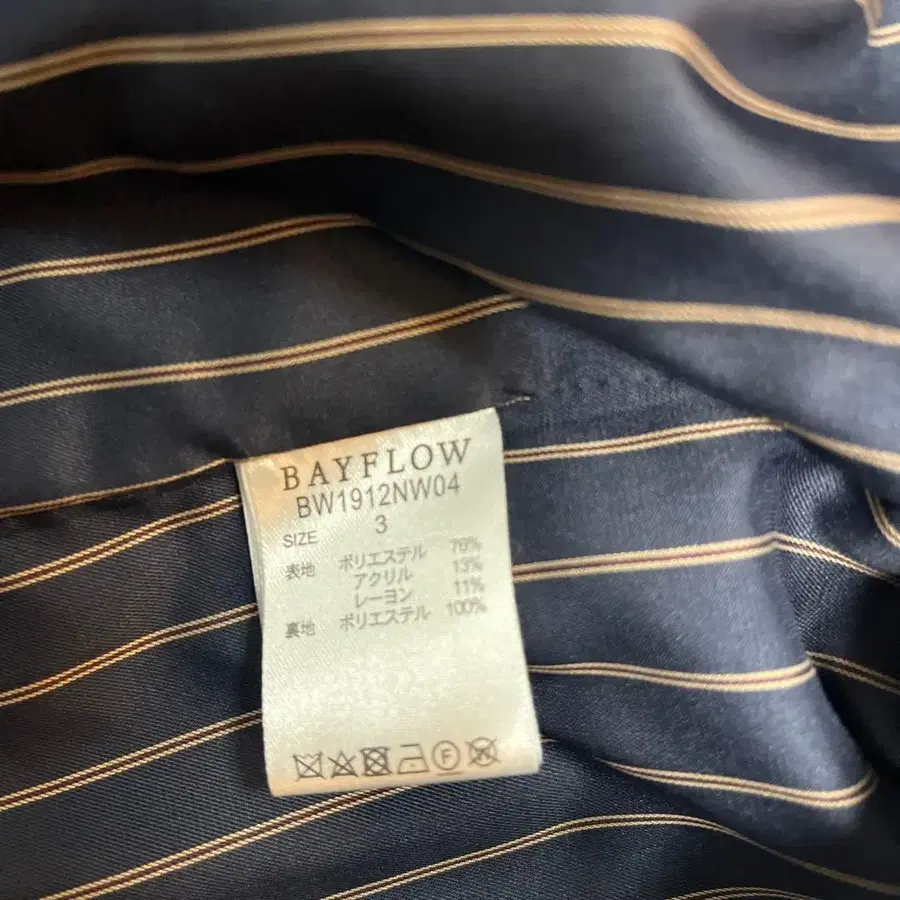 BAYFLOW
BW1912NW04
SIZE 3
表地 ポリエステル 76%
アクリル 13%
レーヨン 11%
裏地 ポリエステル 100%
F